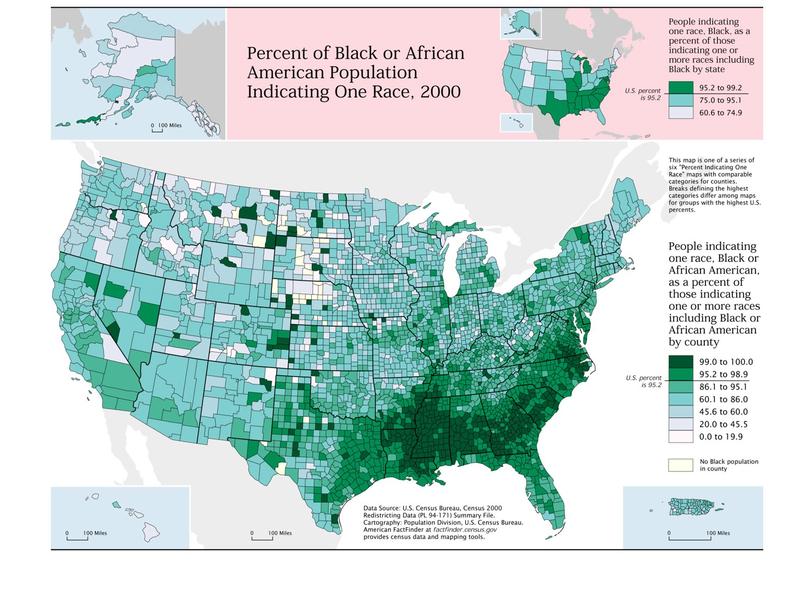 Percent of Black or African
American Population
Indicating One Race, 2000
0 100 Miles
People indicating
one race, Black, as a
percent of those
indicating one or
more races including
Black by state
U.S. percent
is 95.2
95.2 to 99.2
75.0 to 95.1
60.6 to 74.9
This map is one of a series of
six "Percent Indicating One
Race" maps with comparable
categories for counties.
Breaks defining the highest
categories differ among maps
for groups with the highest U.S.
percents.
People indicating
one race, Black or
African American,
as a percent of
those indicating
one or more races
including Black or
African American
by county
U.S. percent
is 95.2
99.0 to 100.0
95.2 to 98.9
86.1 to 95.1
60.1 to 86.0
45.6 to 60.0
20.0 to 45.5
0.0 to 19.9
No Black population
in county
0 100 Miles
0 100 Miles
Data Source: U.S. Census Bureau, Census 2000
Redistricting Data (PL 94-171) Summary File.
Cartography: Population Division, U.S. Census Bureau.
American FactFinder at factfinder.census.gov
provides census data and mapping tools.
0 100 Miles